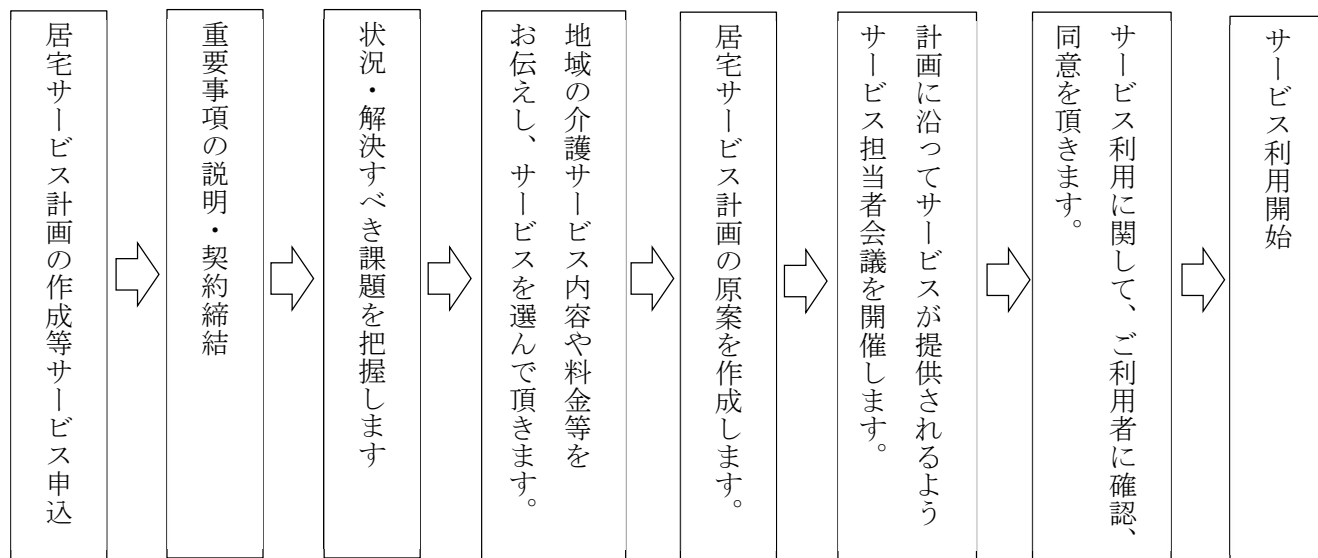 居宅サービス計画の作成等サービス申込
重要事項の説明・契約締結
状況・解決すべき課題を把握します
地域の介護サービス内容や料金等を
お伝えし、サービスを選んで頂きます。
居宅サービス計画の原案を作成します。
計画に沿ってサービスが提供されるよう
サービス担当者会議を開催します。
サービス利用に関して、ご利用者に確認、
同意を頂きます。
サービス利用開始